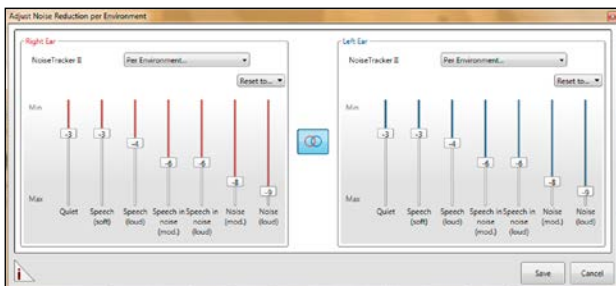 Adjust Noise Reduction per Environment
Right Ear
NoiseTracker II
Per Environment...
Reset to...
Min
-3
-3
-4
-6
-6
-8
-9
Max
Quiet
Speech (soft)
Speech (loud)
Speech in noise (mod.)
Speech in noise (loud)
Noise (mod.)
Noise (loud)
Left Ear
NoiseTracker II
Per Environment...
Reset to...
Min
-3
-3
-4
-6
-6
-8
-9
Max
Quiet
Speech (soft)
Speech (loud)
Speech in noise (mod.)
Speech in noise (loud)
Noise (mod.)
Noise (loud)
i
Save
Cancel